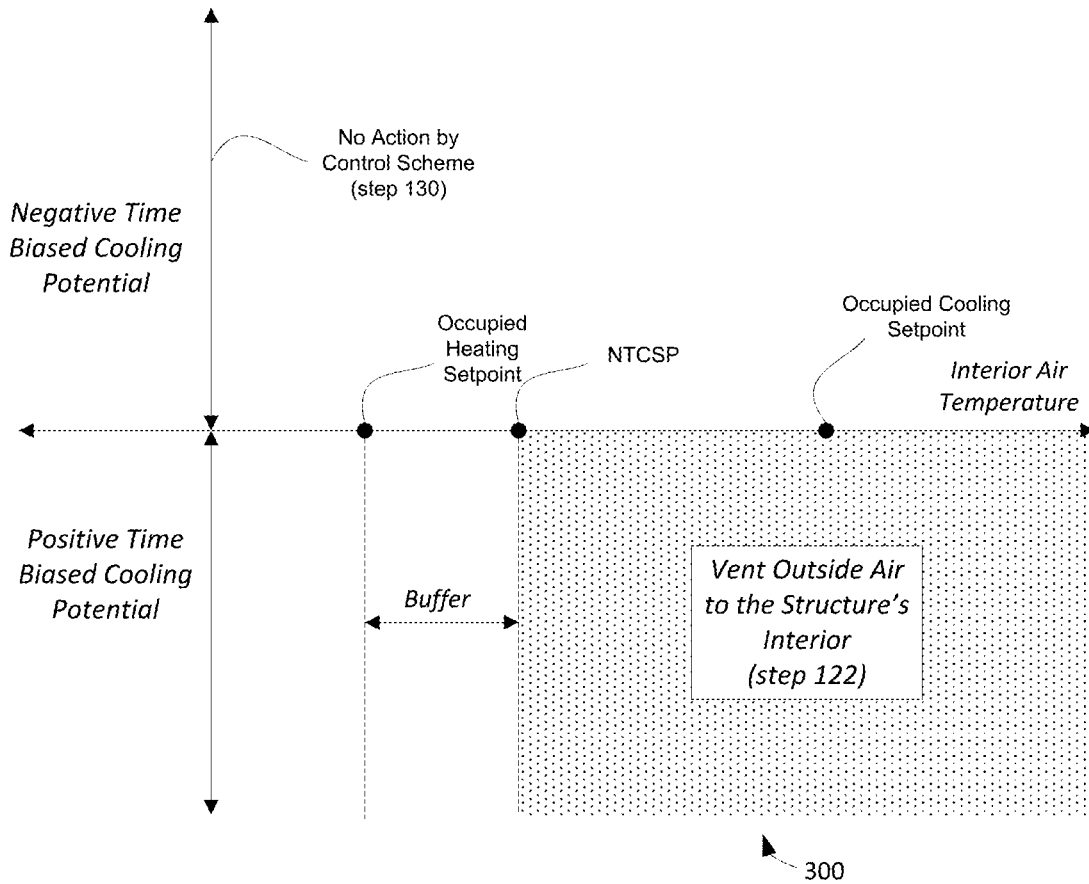 No Action by
Control Scheme
(step 130)
Negative Time
Biased Cooling
Potential
Occupied
Heating
Setpoint
NTCSP
Occupied Cooling
Setpoint
Interior Air
Temperature
Positive Time
Biased Cooling
Potential
Buffer
Vent Outside Air
to the Structure's
Interior
(step 122)
300